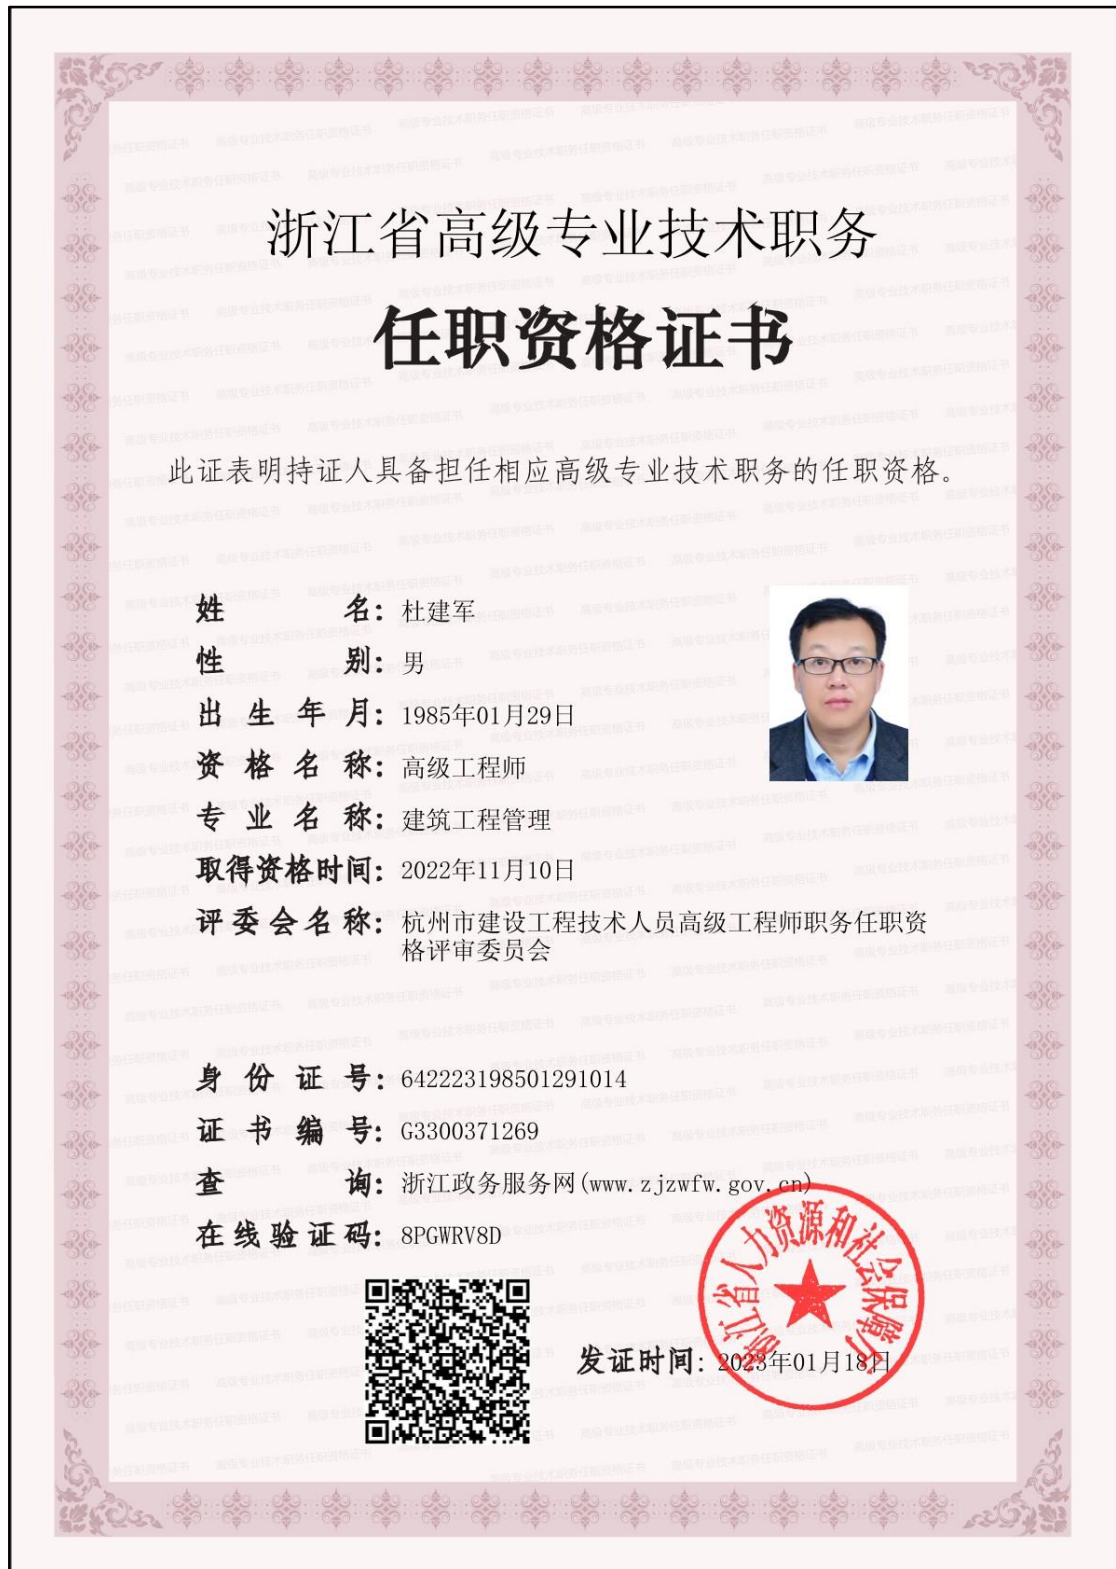 浙江省高级专业技术职务
任职资格证书
此证表明持证人具备担任相应高级专业技术职务的任职资格。
姓名：杜建军
性别：男
出生年月：1985年01月29日
资格名称：高级工程师
专业名称：建筑工程管理
取得资格时间：2022年11月10日
评委会名称：杭州市建设工程技术人员高级工程师职务任职资
格评审委员会
身份证号：642223198501291014
证书编号：G3300371269
查询：浙江政务服务网(www.zjzwfw.gov.cn)
在线验证码：8PGWRV8D
浙江省人力资源和社会保障厅
发证时间：2023年01月18日